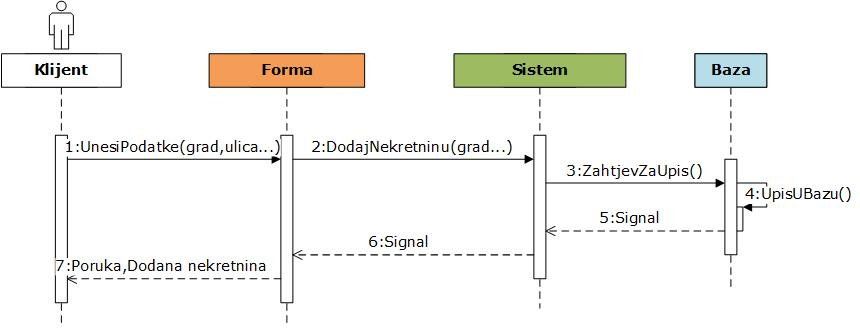 Klijent
Forma
Sistem
Baza
1:UnesiPodatke(grad,ulica...)
2:DodajNekretninu(grad...)
3:ZahtjevZaUpis()
4:UpisUBazu()
5:Signal
6:Signal
7:Poruka,Dodana nekretnina